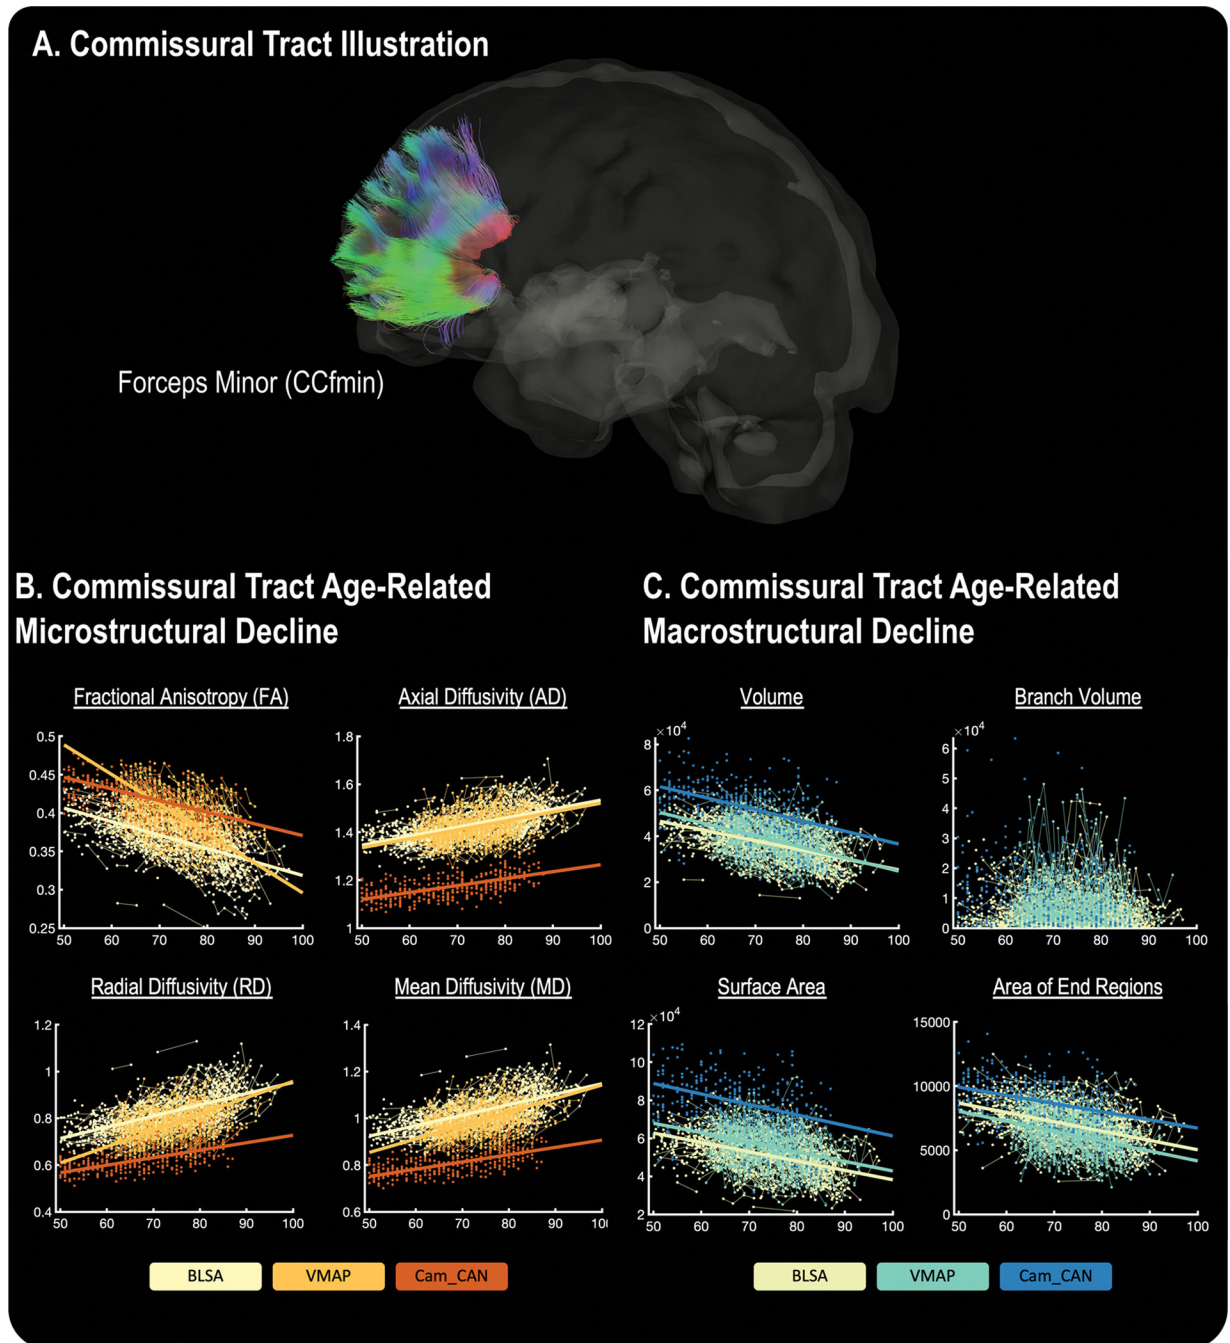 A. Commissural Tract Illustration
Forceps Minor (CCfmin)
B. Commissural Tract Age-Related
Microstructural Decline
C. Commissural Tract Age-Related
Macrostructural Decline
Fractional Anisotropy (FA)
0.5
0.45
0.4
0.35
0.3
0.25
50 60 70 80 90 100
Axial Diffusivity (AD)
1.8
1.6
1.4
1.2
1
50 60 70 80 90 100
Volume
×10⁴
8
6
4
2
0
50 60 70 80 90 100
Branch Volume
×10⁴
6
5
4
3
2
1
0
50 60 70 80 90 100
Radial Diffusivity (RD)
1.2
1
0.8
0.6
0.4
50 60 70 80 90 100
Mean Diffusivity (MD)
1.4
1.2
1
0.8
0.6
50 60 70 80 90 100
Surface Area
×10⁴
12
10
8
6
4
2
50 60 70 80 90 100
Area of End Regions
15000
10000
5000
0
50 60 70 80 90 100
BLSA VMAP Cam_CAN
BLSA VMAP Cam_CAN